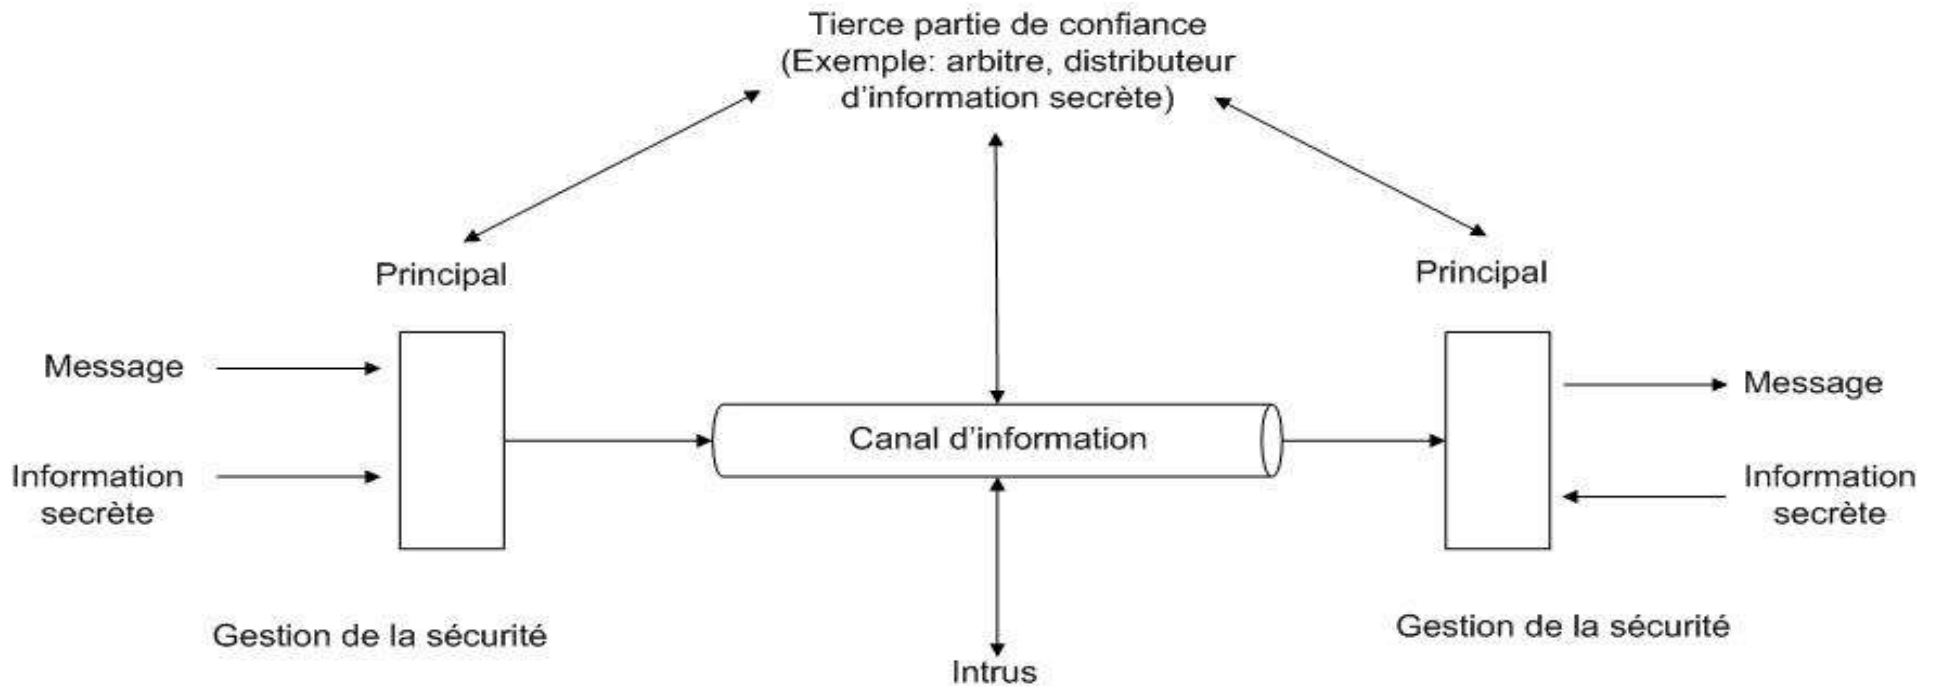 Tierce partie de confiance
(Exemple: arbitre, distributeur
d'information secrète)
Principal
Principal
Message
Message
Canal d'information
Information
secrète
Information
secrète
Gestion de la sécurité
Gestion de la sécurité
Intrus